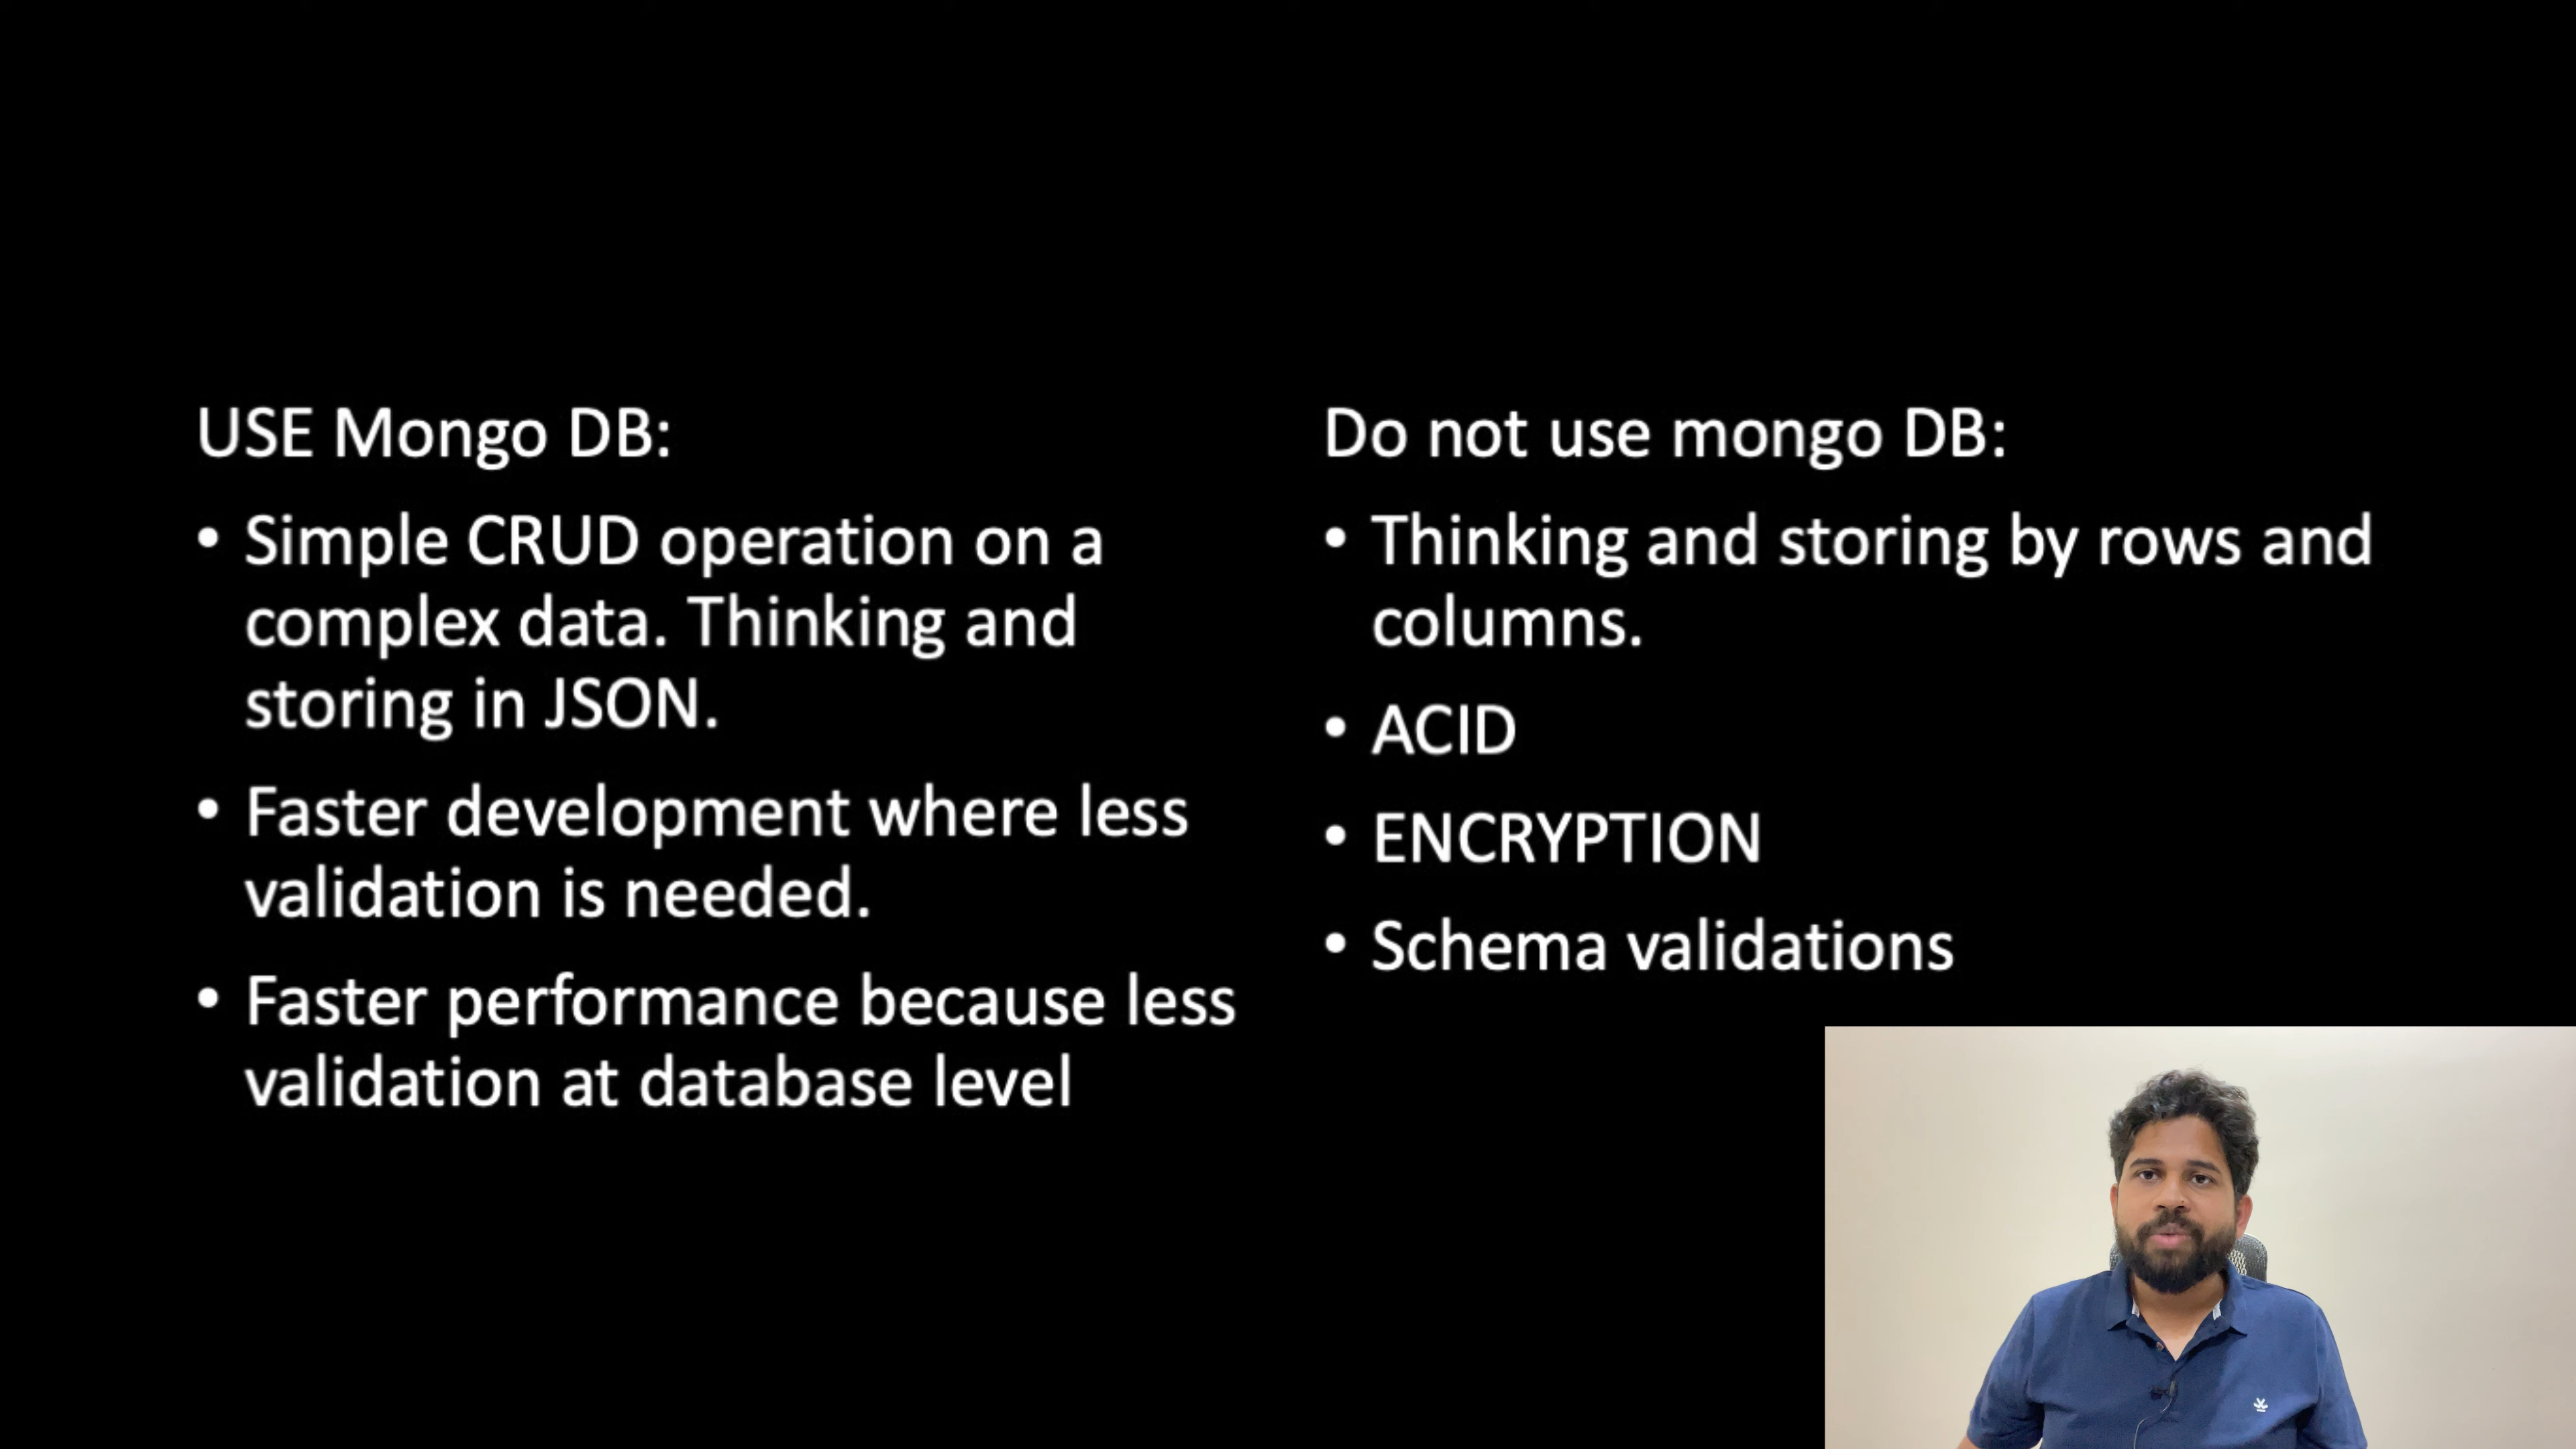 USE Mongo DB:
• Simple CRUD operation on a
complex data. Thinking and
storing in JSON.
• Faster development where less
validation is needed.
• Faster performance because less
validation at database level
Do not use mongo DB:
• Thinking and storing by rows and
columns.
• ACID
• ENCRYPTION
• Schema validations